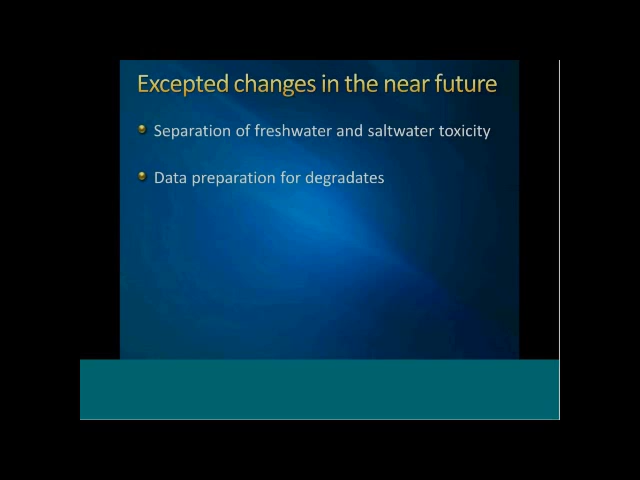 Excepted changes in the near future
Separation of freshwater and saltwater toxicity
Data preparation for degradates